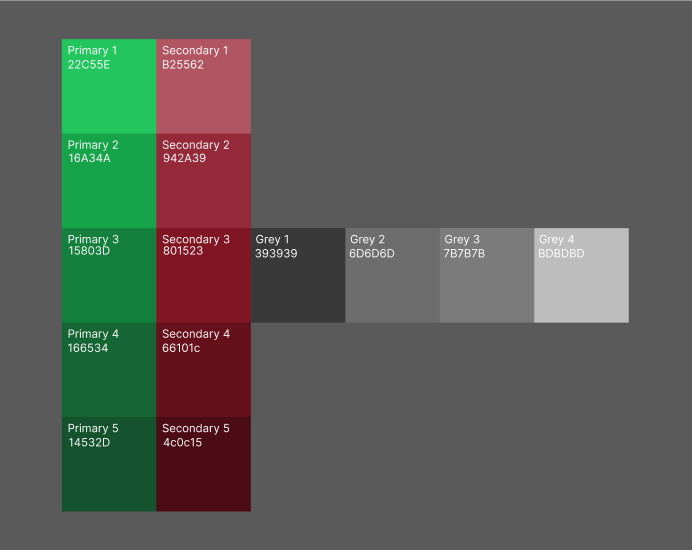 Primary 1
22C55E
Secondary 1
B25562
Primary 2
16A34A
Secondary 2
942A39
Primary 3
15803D
Secondary 3
801523
Grey 1
393939
Grey 2
6D6D6D
Grey 3
7B7B7B
Grey 4
BDBDBD
Primary 4
166534
Secondary 4
66101c
Primary 5
14532D
Secondary 5
4c0c15